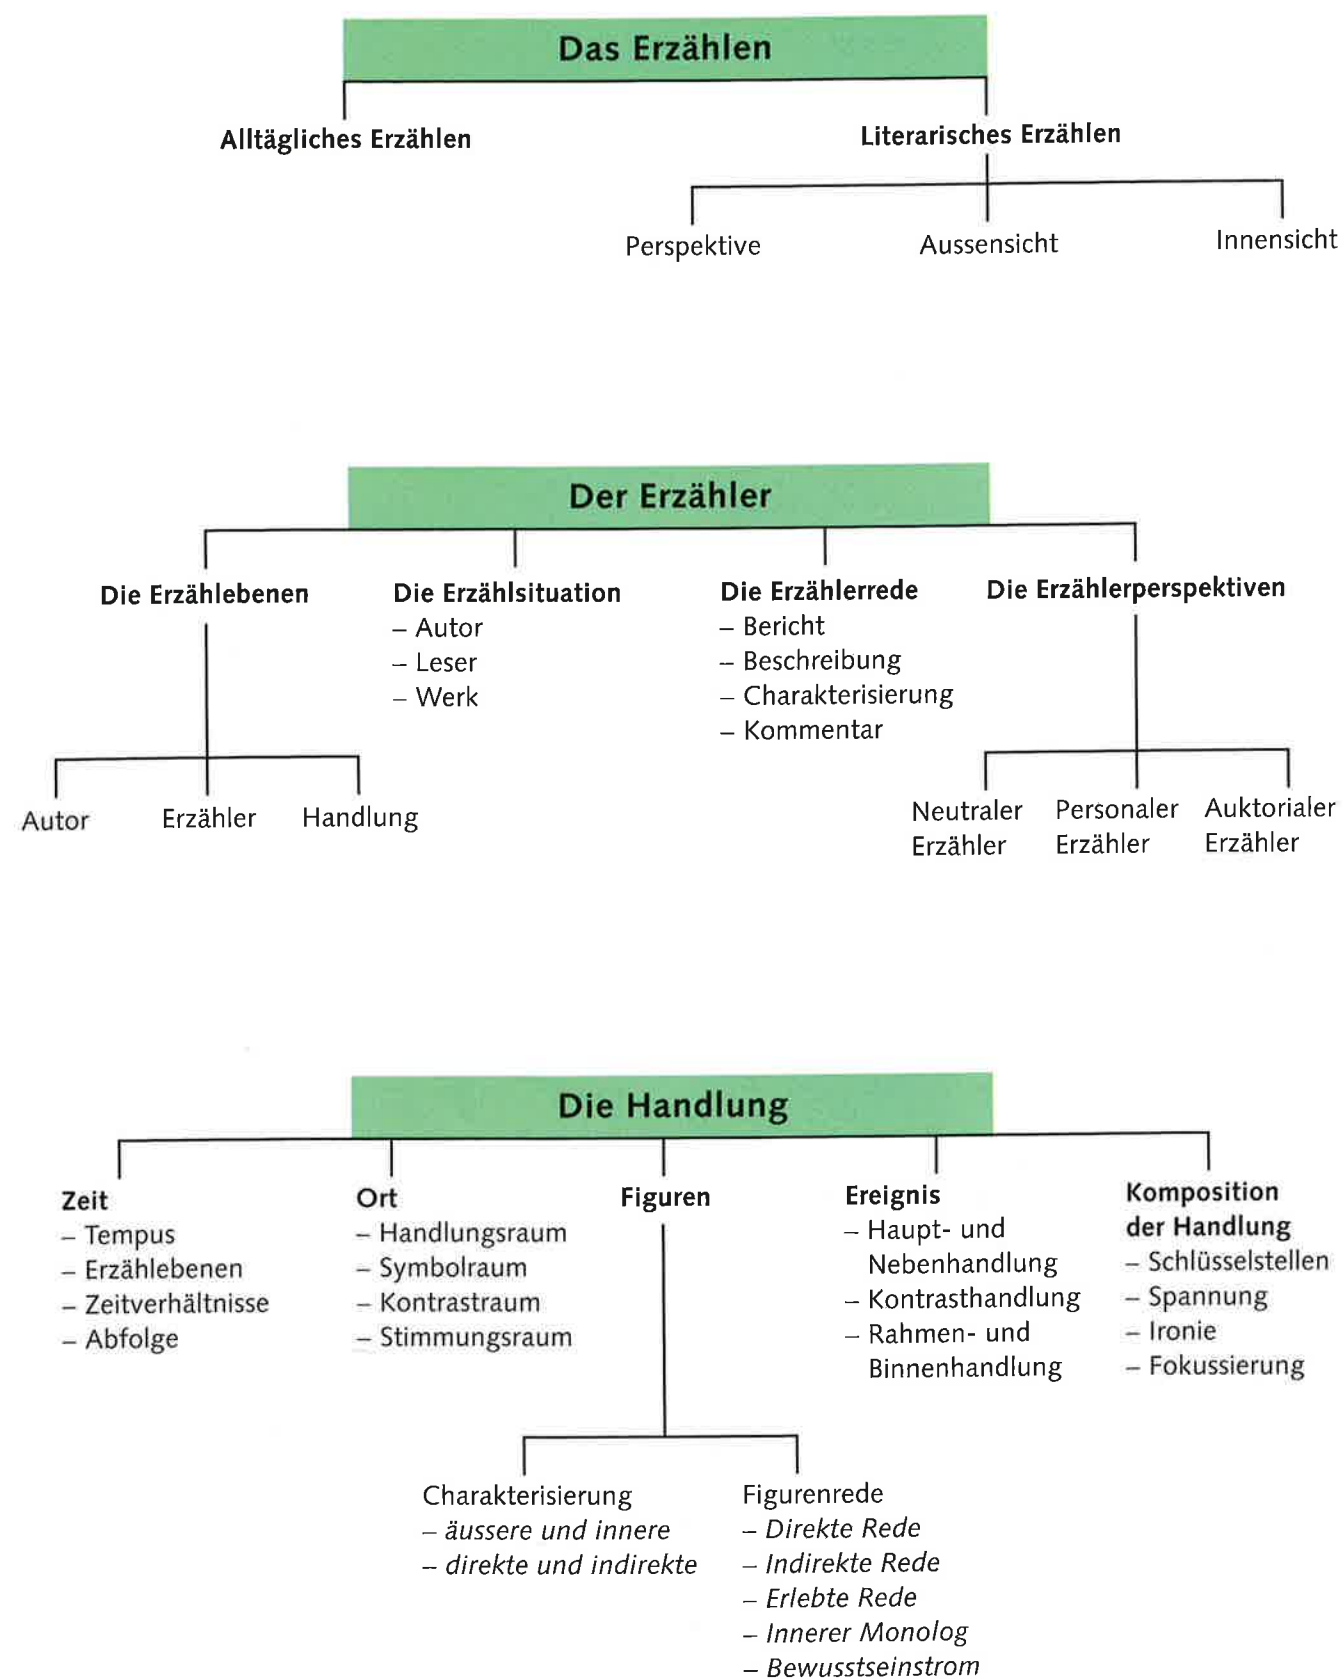 Das Erzählen
Alltägliches Erzählen
Literarisches Erzählen
Perspektive
Aussensicht
Innensicht
Der Erzähler
Die Erzählebenen
Autor
Erzähler
Handlung
Die Erzählsituation
– Autor
– Leser
– Werk
Die Erzählerrede
– Bericht
– Beschreibung
– Charakterisierung
– Kommentar
Die Erzählerperspektiven
Neutraler
Erzähler
Personaler
Erzähler
Auktorialer
Erzähler
Die Handlung
Zeit
– Tempus
– Erzählebenen
– Zeitverhältnisse
– Abfolge
Ort
– Handlungsraum
– Symbolraum
– Kontrastraum
– Stimmungsraum
Figuren
Charakterisierung
– äussere und innere
– direkte und indirekte
Figurenrede
– Direkte Rede
– Indirekte Rede
– Erlebte Rede
– Innerer Monolog
– Bewusstseinstrom
Ereignis
– Haupt- und
Nebenhandlung
– Kontrasthandlung
– Rahmen- und
Binnenhandlung
Komposition
der Handlung
– Schlüsselstellen
– Spannung
– Ironie
– Fokussierung